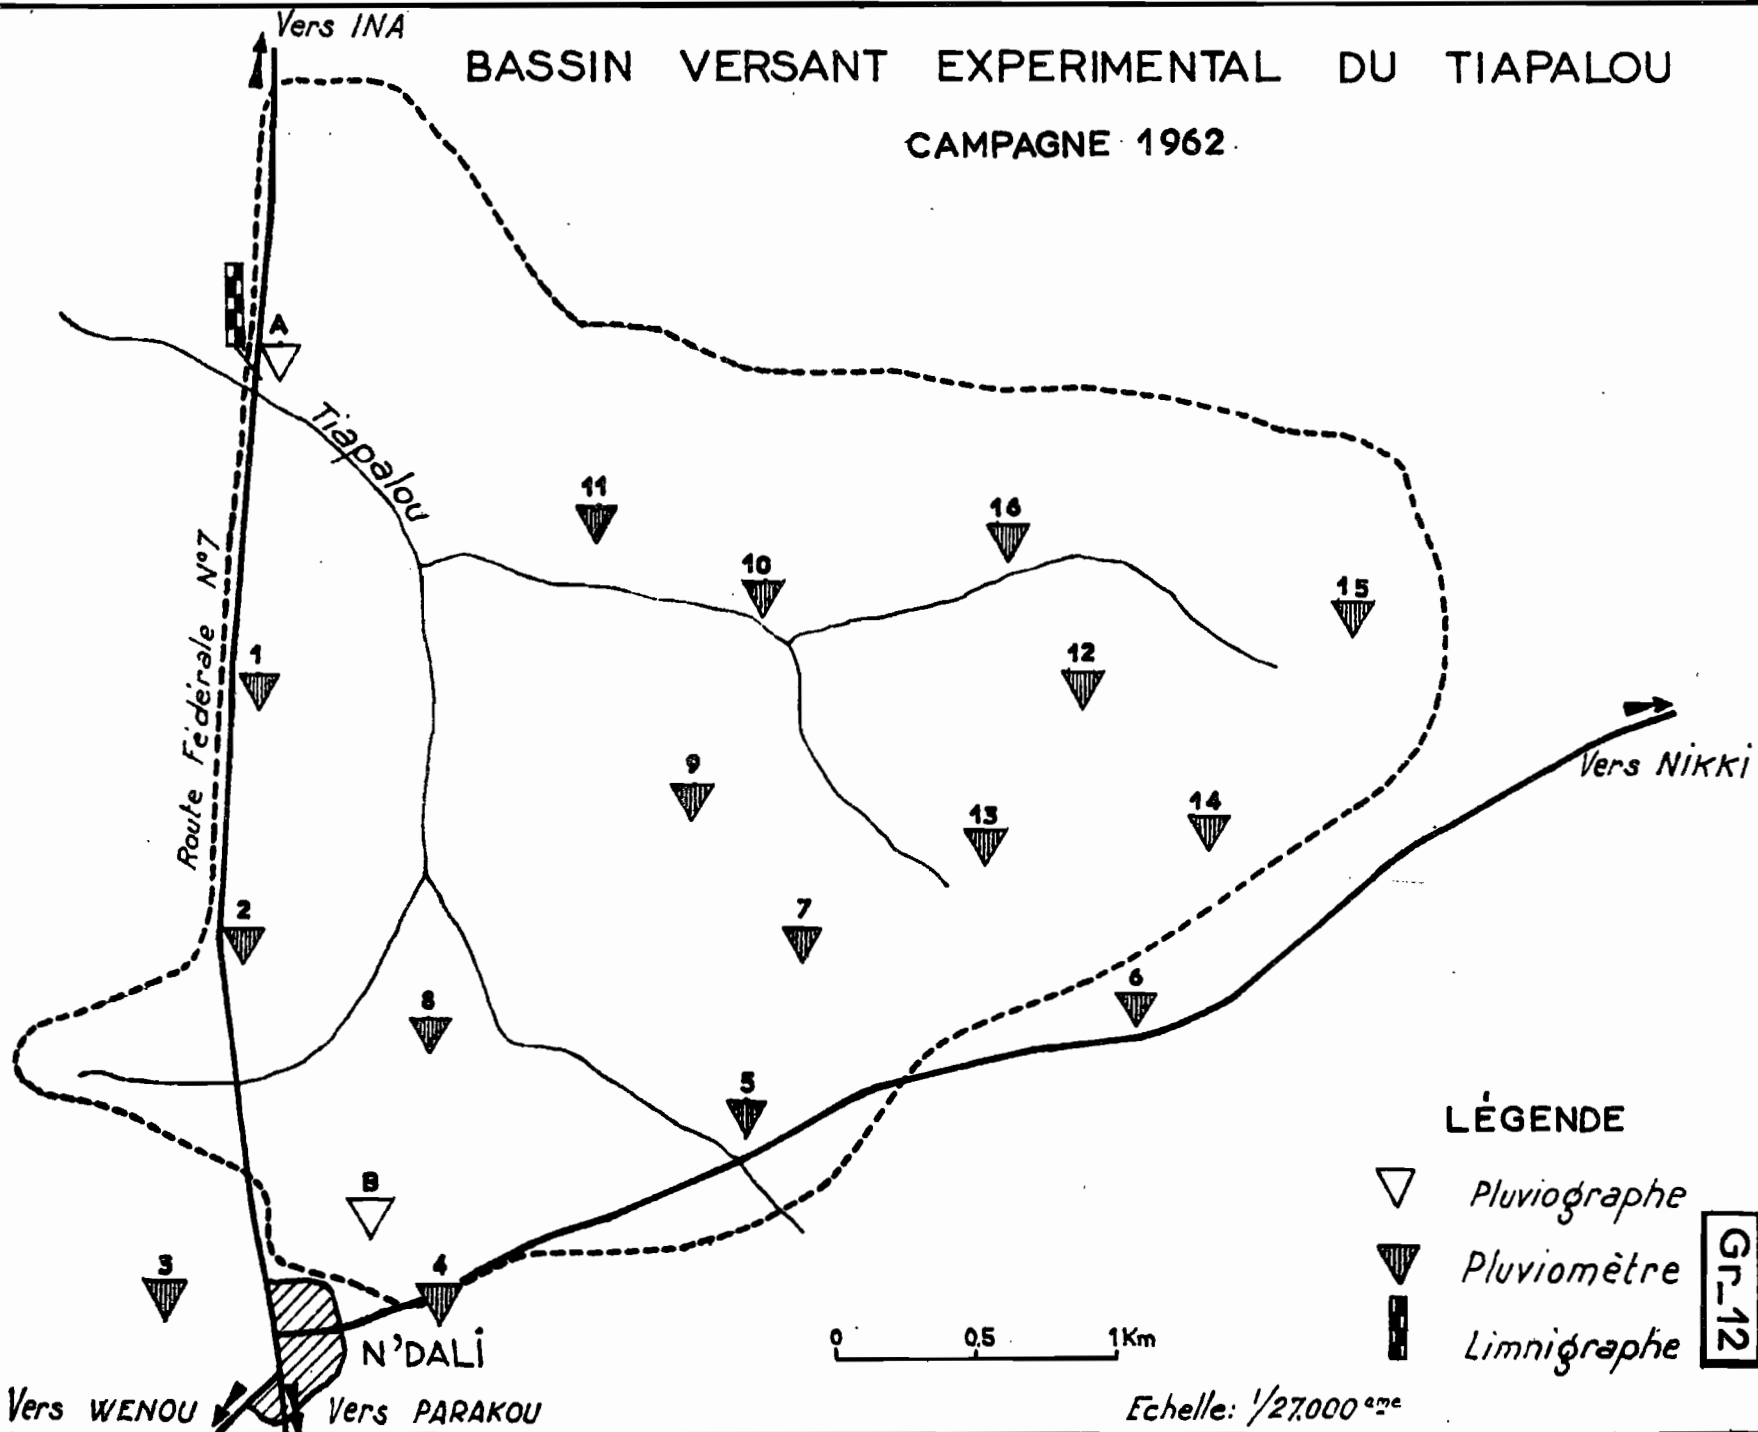 Vers INA
BASSIN VERSANT EXPERIMENTAL DU TIAPALOU
CAMPAGNE 1962
A
Tiapalou
11
16
10
15
Route Fédérale N°7
1
12
Vers NIKKI
9
13
14
2
7
6
8
5
B
3
4
N'DALI
Vers WENOU
Vers PARAKOU
0 0,5 1Km
Echelle: 1/27.000 ème
LÉGENDE
Pluviographe
Pluviomètre
Limnigraphe
Gr_12